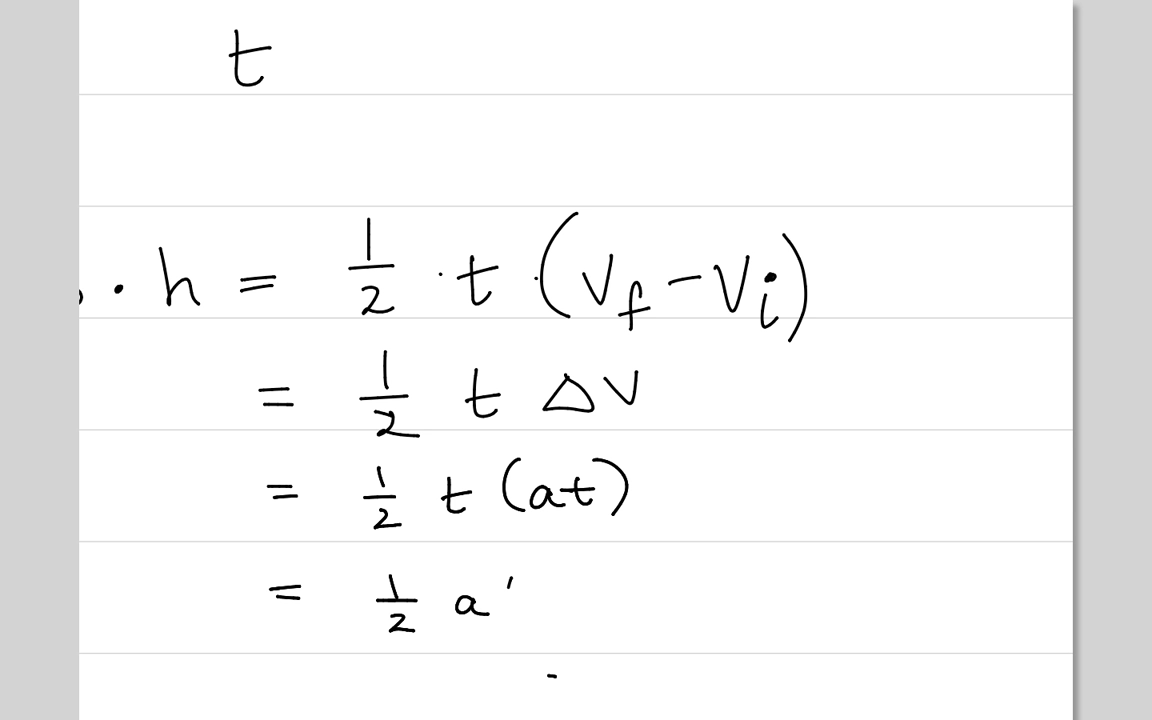 t
· h = 1/2 · t · (Vf - Vi)
= 1/2 t ΔV
= 1/2 t (at)
= 1/2 a